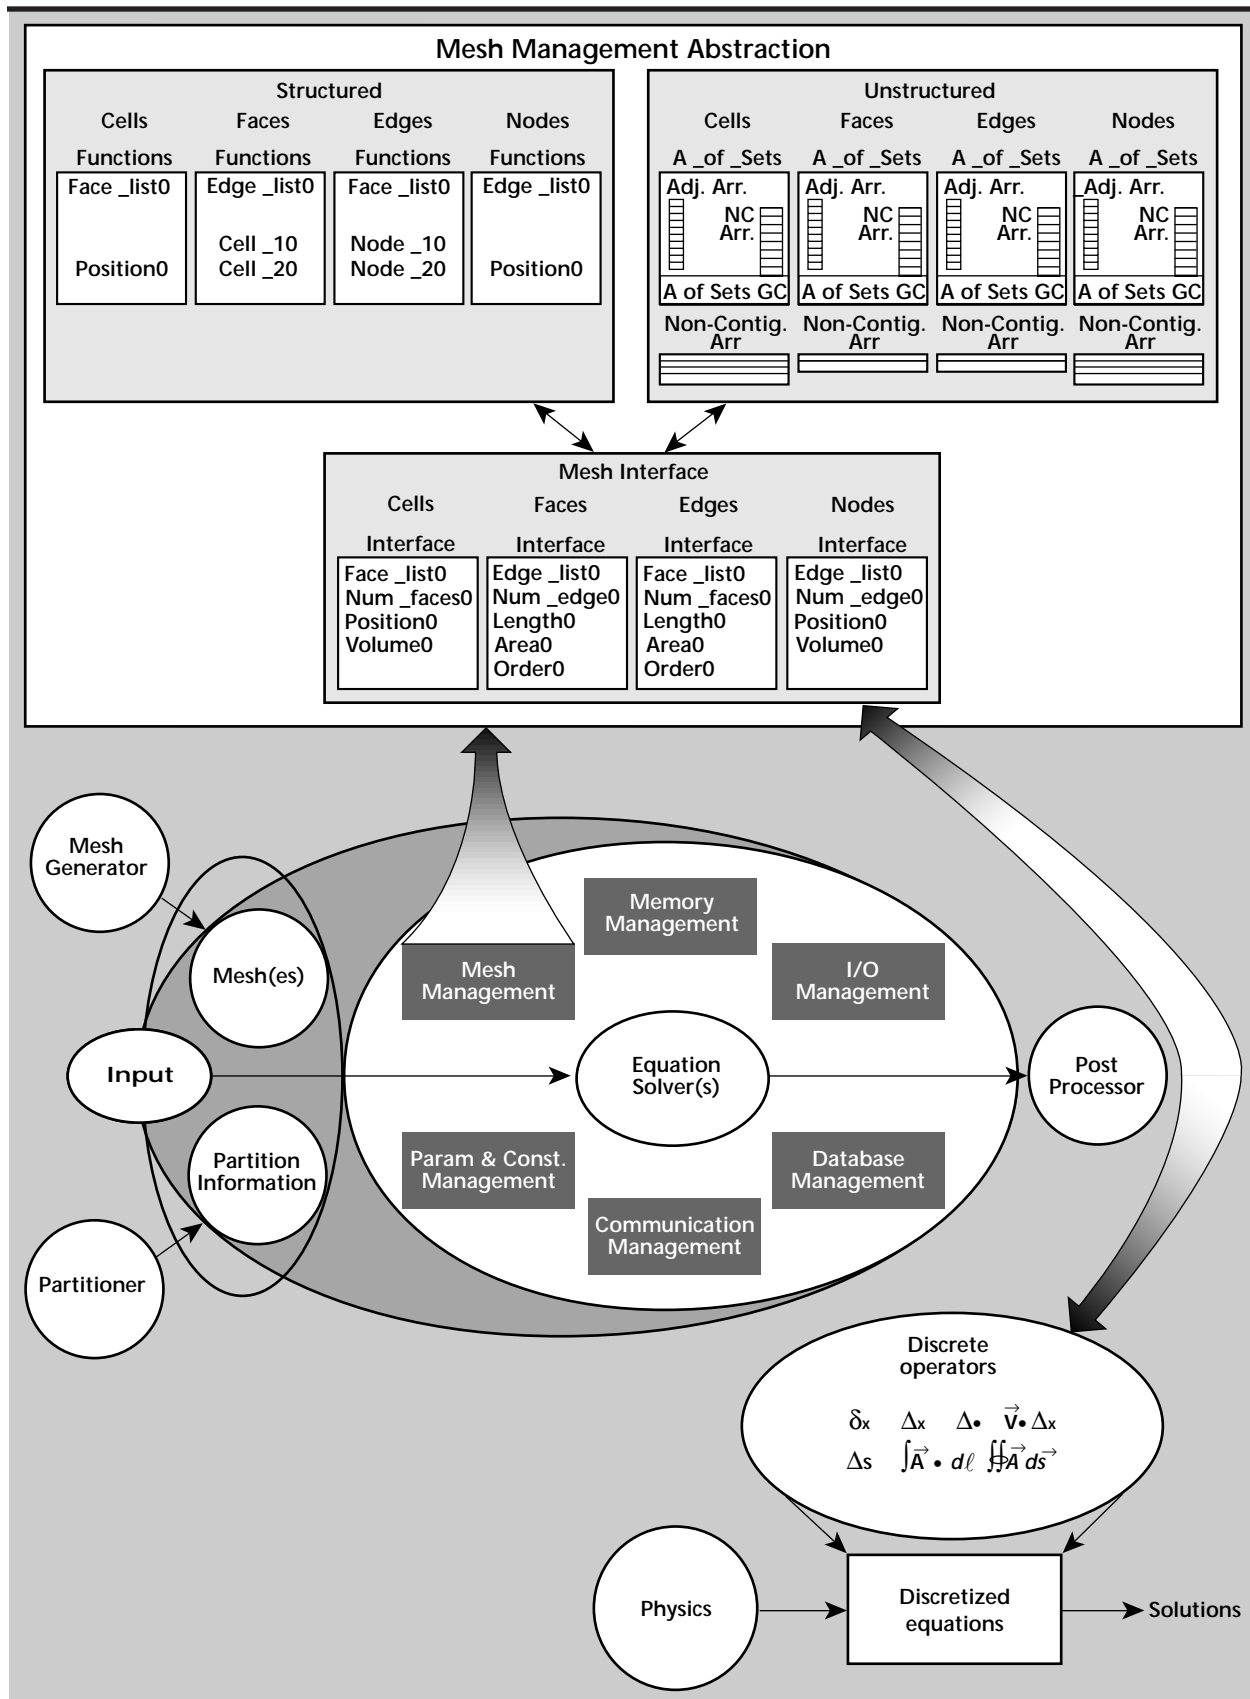 Mesh Management Abstraction
Structured
Cells Faces Edges Nodes
Functions Functions Functions Functions
Face _list0 Edge _list0 Face _list0 Edge _list0
Cell _10 Node _10
Position0 Cell _20 Node _20 Position0
Unstructured
Cells Faces Edges Nodes
A _of _Sets A _of _Sets A _of _Sets A _of _Sets
Adj. Arr. Adj. Arr. Adj. Arr. _Adj. Arr.
NC NC NC NC
Arr. Arr. Arr. Arr.
A of Sets GC A of Sets GC A of Sets GC A of Sets GC
Non-Contig. Non-Contig. Non-Contig. Non-Contig.
Arr Arr Arr Arr
Mesh Interface
Cells Faces Edges Nodes
Interface Interface Interface Interface
Face _list0 Edge _list0 Face _list0 Edge _list0
Num _faces0 Num _edge0 Num _faces0 Num _edge0
Position0 Length0 Length0 Position0
Volume0 Area0 Area0 Volume0
Order0 Order0
Mesh
Generator
Mesh(es)
Input
Partition
Information
Partitioner
Memory
Management
Mesh
Management
I/O
Management
Equation
Solver(s)
Post
Processor
Param & Const.
Management
Database
Management
Communication
Management
Discrete
operators
δx Δx Δ• V⃗• Δx
Δs ∫A⃗ • dℓ ∯A⃗ ds⃗
Physics
Discretized
equations
Solutions